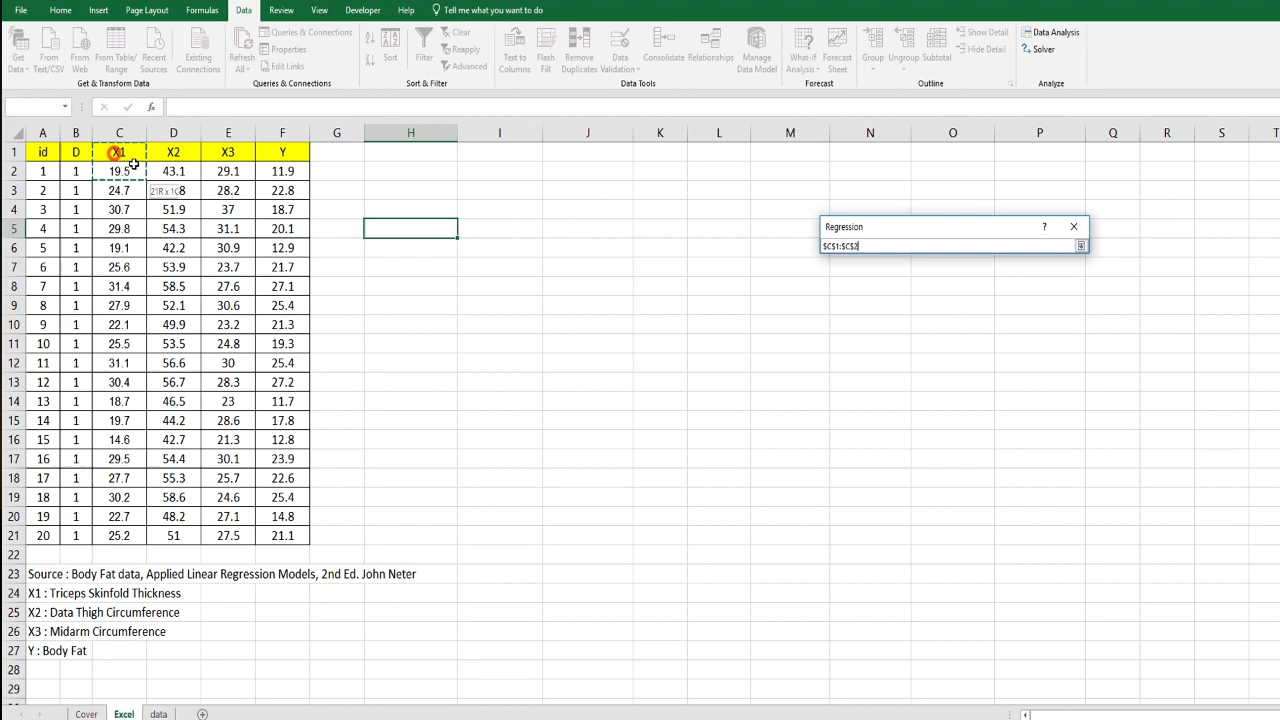 File Home Insert Page Layout Formulas Data Review View Developer Help Tell me what you want to do
Get Data
From Text/CSV
From Web
From Table/ Range
Recent Sources
Existing Connections
Get & Transform Data
Refresh All
Queries & Connections
Properties
Edit Links
Queries & Connections
Sort
Filter
Clear
Reapply
Advanced
Sort & Filter
Text to Columns
Flash Fill
Remove Duplicates
Data Validation
Consolidate
Relationships
Manage Data Model
Data Tools
What-If Analysis
Forecast Sheet
Forecast
Group
Ungroup
Subtotal
Show Detail
Hide Detail
Outline
Data Analysis
Solver
Analyze
fx
A B C D E F G H I J K L M N O P Q R S T
1 id D X1 X2 X3 Y
2 1 1 19.5 43.1 29.1 11.9
3 2 1 24.7 21R x 1C 8 28.2 22.8
4 3 1 30.7 51.9 37 18.7
5 4 1 29.8 54.3 31.1 20.1
6 5 1 19.1 42.2 30.9 12.9
7 6 1 25.6 53.9 23.7 21.7
8 7 1 31.4 58.5 27.6 27.1
9 8 1 27.9 52.1 30.6 25.4
10 9 1 22.1 49.9 23.2 21.3
11 10 1 25.5 53.5 24.8 19.3
12 11 1 31.1 56.6 30 25.4
13 12 1 30.4 56.7 28.3 27.2
14 13 1 18.7 46.5 23 11.7
15 14 1 19.7 44.2 28.6 17.8
16 15 1 14.6 42.7 21.3 12.8
17 16 1 29.5 54.4 30.1 23.9
18 17 1 27.7 55.3 25.7 22.6
19 18 1 30.2 58.6 24.6 25.4
20 19 1 22.7 48.2 27.1 14.8
21 20 1 25.2 51 27.5 21.1
22
23 Source : Body Fat data, Applied Linear Regression Models, 2nd Ed. John Neter
24 X1 : Triceps Skinfold Thickness
25 X2 : Data Thigh Circumference
26 X3 : Midarm Circumference
27 Y : Body Fat
28
29
Regression ?
$C$1:$C$2
Cover Excel data